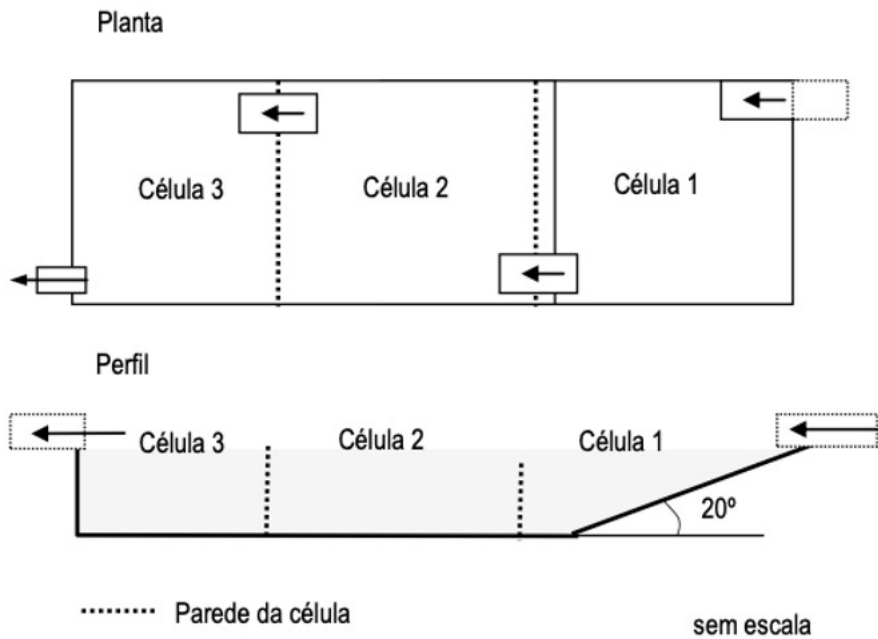 Planta
Célula 3
Célula 2
Célula 1
Perfil
Célula 3
Célula 2
Célula 1
20º
Parede da célula
sem escala